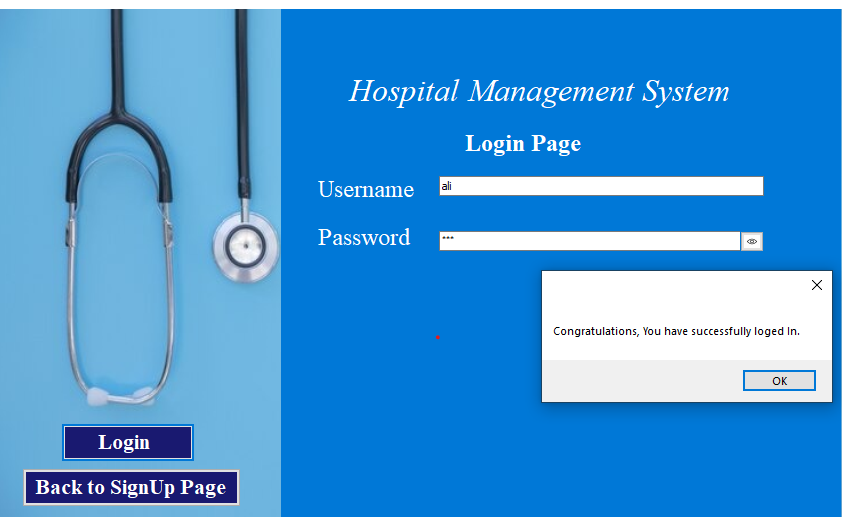 Hospital Management System
Login Page
Username ali
Password ***
Congratulations, You have successfully loged In.
OK
Login
Back to SignUp Page